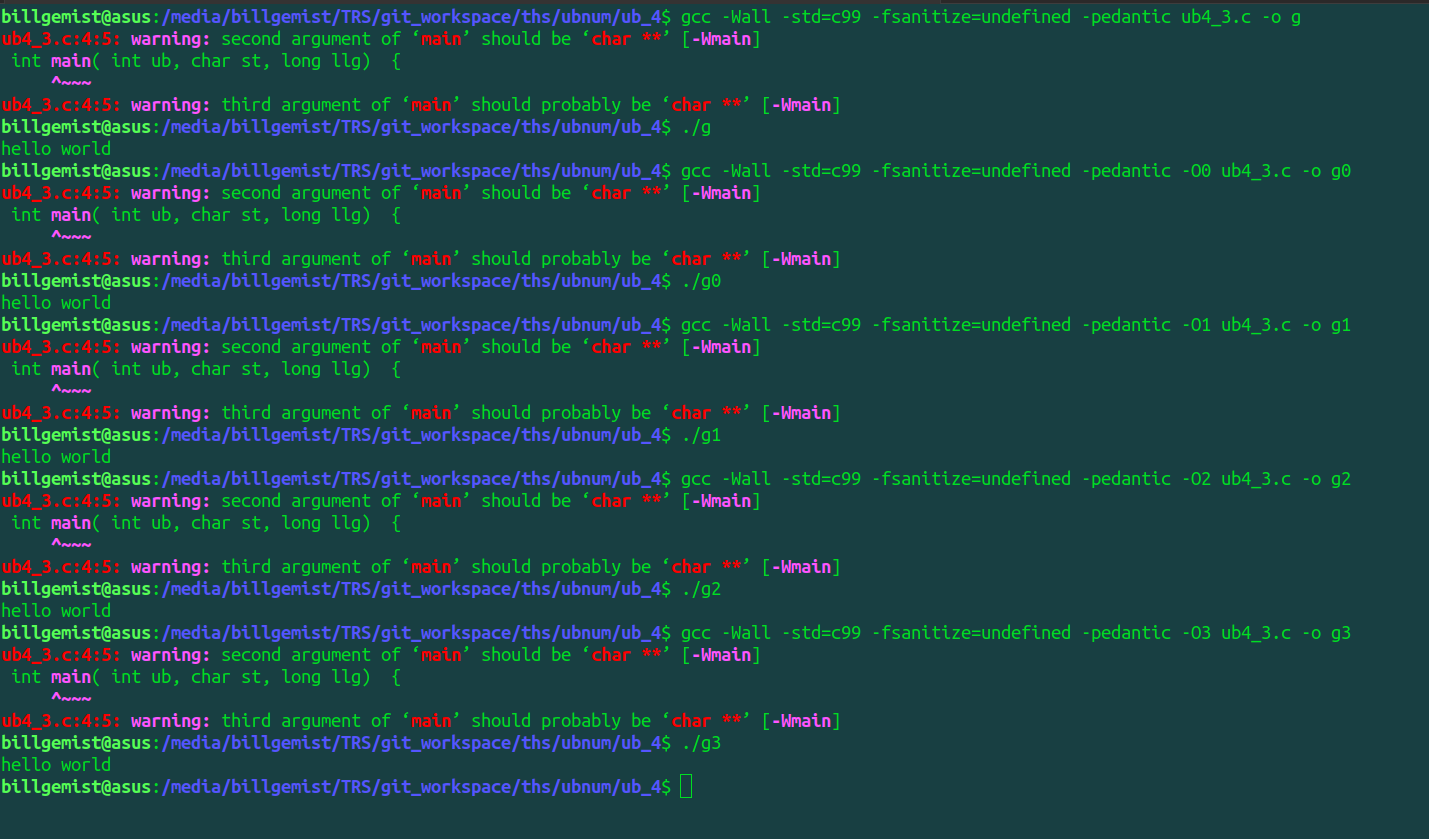 billgemist@asus:/media/billgemist/TRS/git_workspace/ths/ubnum/ub_4$ gcc -Wall -std=c99 -fsanitize=undefined -pedantic ub4_3.c -o g
ub4_3.c:4:5: warning: second argument of ‘main’ should be ‘char **’ [-Wmain]
 int main( int ub, char st, long llg)  {
     ^~~~
ub4_3.c:4:5: warning: third argument of ‘main’ should probably be ‘char **’ [-Wmain]
billgemist@asus:/media/billgemist/TRS/git_workspace/ths/ubnum/ub_4$ ./g
hello world
billgemist@asus:/media/billgemist/TRS/git_workspace/ths/ubnum/ub_4$ gcc -Wall -std=c99 -fsanitize=undefined -pedantic -O0 ub4_3.c -o g0
ub4_3.c:4:5: warning: second argument of ‘main’ should be ‘char **’ [-Wmain]
 int main( int ub, char st, long llg)  {
     ^~~~
ub4_3.c:4:5: warning: third argument of ‘main’ should probably be ‘char **’ [-Wmain]
billgemist@asus:/media/billgemist/TRS/git_workspace/ths/ubnum/ub_4$ ./g0
hello world
billgemist@asus:/media/billgemist/TRS/git_workspace/ths/ubnum/ub_4$ gcc -Wall -std=c99 -fsanitize=undefined -pedantic -O1 ub4_3.c -o g1
ub4_3.c:4:5: warning: second argument of ‘main’ should be ‘char **’ [-Wmain]
 int main( int ub, char st, long llg)  {
     ^~~~
ub4_3.c:4:5: warning: third argument of ‘main’ should probably be ‘char **’ [-Wmain]
billgemist@asus:/media/billgemist/TRS/git_workspace/ths/ubnum/ub_4$ ./g1
hello world
billgemist@asus:/media/billgemist/TRS/git_workspace/ths/ubnum/ub_4$ gcc -Wall -std=c99 -fsanitize=undefined -pedantic -O2 ub4_3.c -o g2
ub4_3.c:4:5: warning: second argument of ‘main’ should be ‘char **’ [-Wmain]
 int main( int ub, char st, long llg)  {
     ^~~~
ub4_3.c:4:5: warning: third argument of ‘main’ should probably be ‘char **’ [-Wmain]
billgemist@asus:/media/billgemist/TRS/git_workspace/ths/ubnum/ub_4$ ./g2
hello world
billgemist@asus:/media/billgemist/TRS/git_workspace/ths/ubnum/ub_4$ gcc -Wall -std=c99 -fsanitize=undefined -pedantic -O3 ub4_3.c -o g3
ub4_3.c:4:5: warning: second argument of ‘main’ should be ‘char **’ [-Wmain]
 int main( int ub, char st, long llg)  {
     ^~~~
ub4_3.c:4:5: warning: third argument of ‘main’ should probably be ‘char **’ [-Wmain]
billgemist@asus:/media/billgemist/TRS/git_workspace/ths/ubnum/ub_4$ ./g3
hello world
billgemist@asus:/media/billgemist/TRS/git_workspace/ths/ubnum/ub_4$